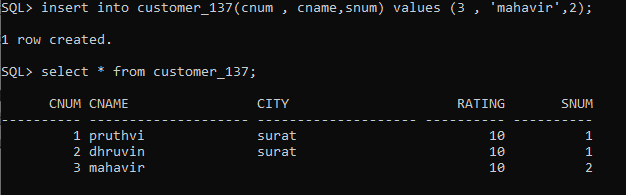 SQL> insert into customer_137(cnum , cname,snum) values (3 , 'mahavir',2);
1 row created.
SQL> select * from customer_137;
      CNUM CNAME                CITY                     RATING       SNUM
---------- -------------------- -------------------- ---------- ----------
         1 pruthvi              surat                        10          1
         2 dhruvin              surat                        10          1
         3 mahavir                                           10          2